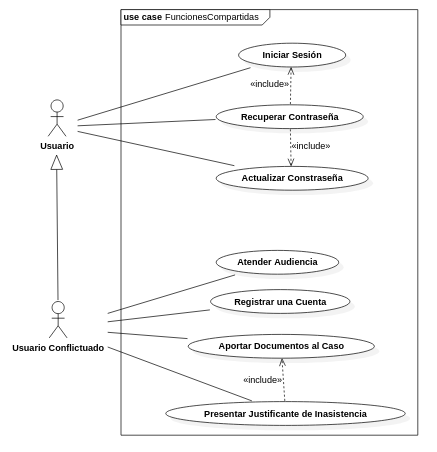 use case FuncionesCompartidas
Iniciar Sesión
«include»
Recuperar Contraseña
«include»
Actualizar Constraseña
Usuario
Atender Audiencia
Registrar una Cuenta
Aportar Documentos al Caso
Usuario Conflictuado
«include»
Presentar Justificante de Inasistencia